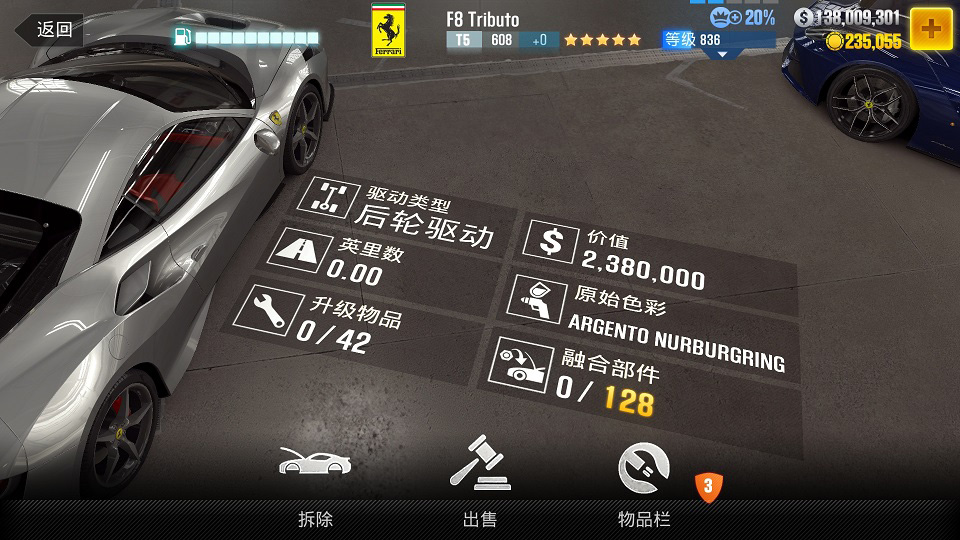 返回
Ferrari
F8 Tributo
T5 608 +0
等级 836
20%
138,009,301
235,055
驱动类型
后轮驱动
英里数
0.00
升级物品
0/42
价值
2,380,000
原始色彩
ARGENTO NURBURGRING
融合部件
0/128
拆除
出售
物品栏
3